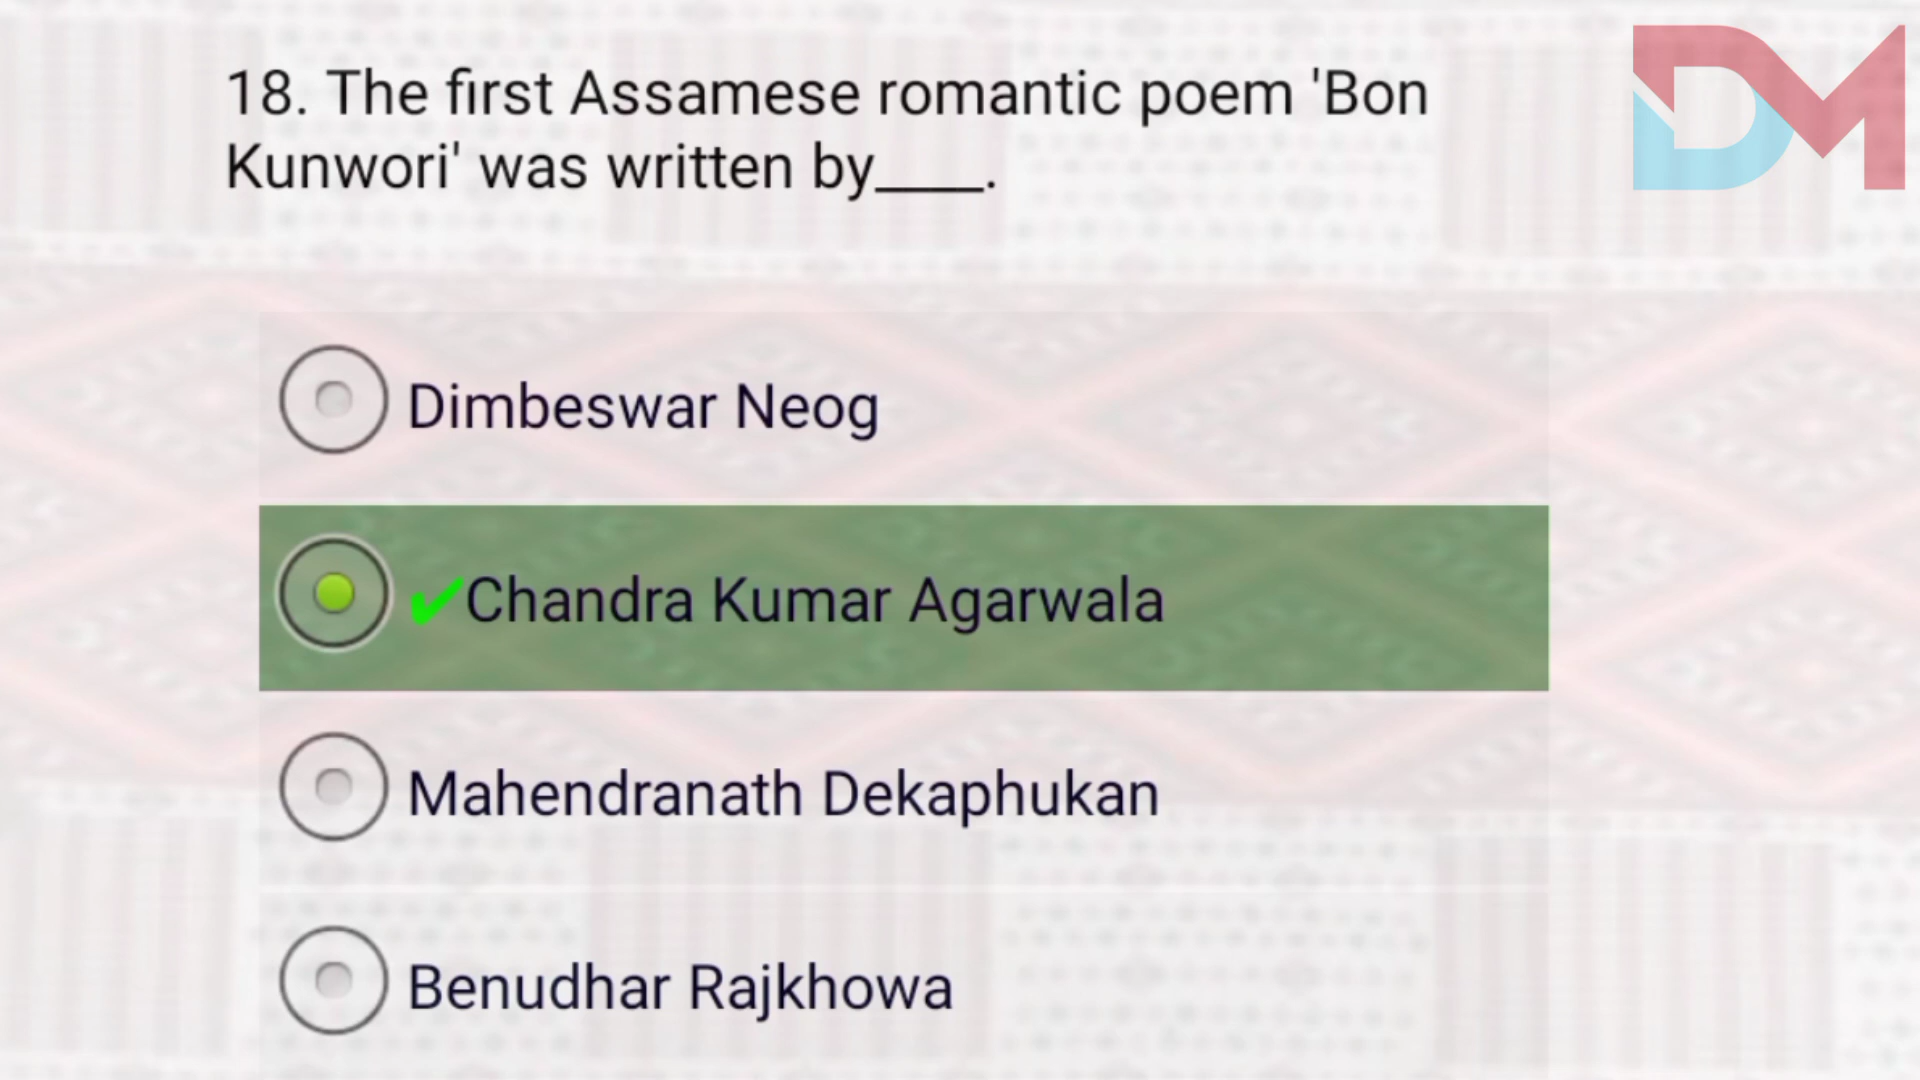 18. The first Assamese romantic poem 'Bon
Kunwori' was written by____.
DM
Dimbeswar Neog
✔Chandra Kumar Agarwala
Mahendranath Dekaphukan
Benudhar Rajkhowa